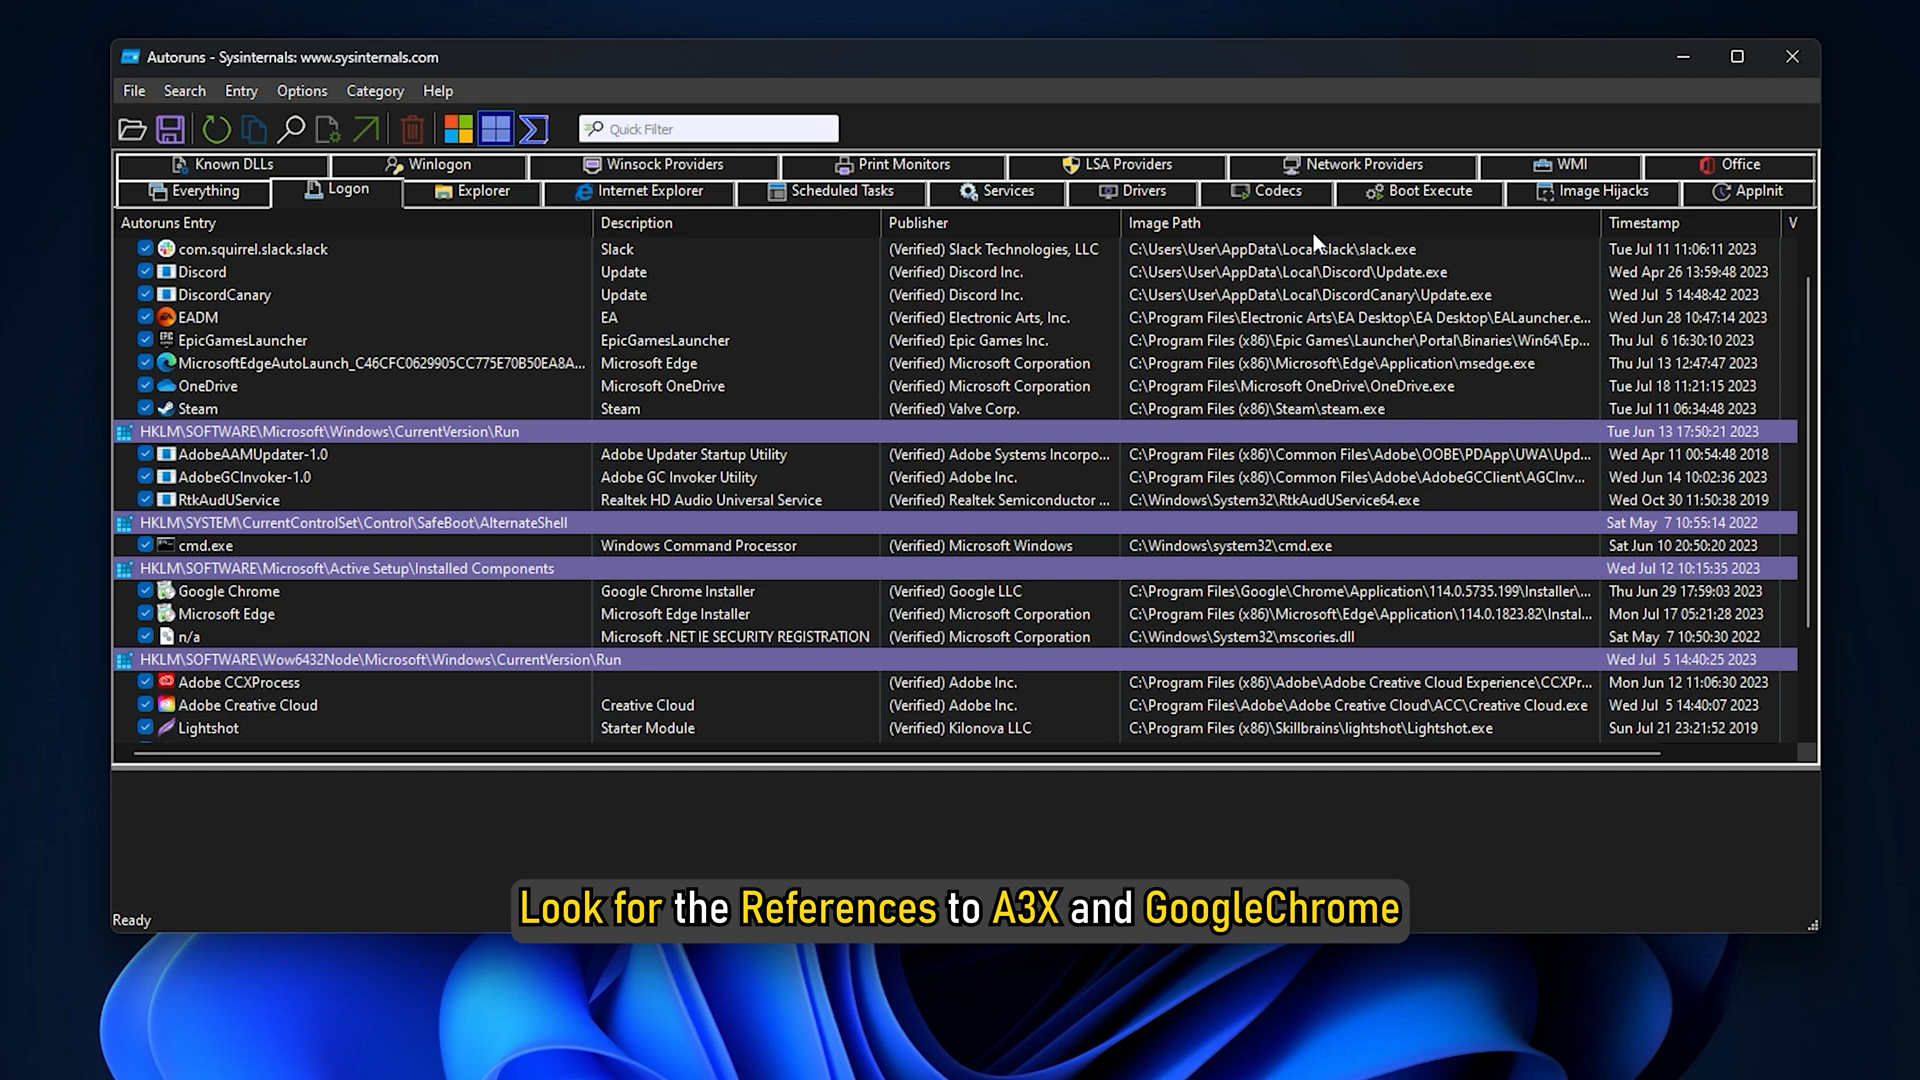 Autoruns - Sysinternals: www.sysinternals.com
File Search Entry Options Category Help
Quick Filter
Known DLLs Winlogon Winsock Providers Print Monitors LSA Providers Network Providers WMI Office
Everything Logon Explorer Internet Explorer Scheduled Tasks Services Drivers Codecs Boot Execute Image Hijacks AppInit
Autoruns Entry Description Publisher Image Path Timestamp V
com.squirrel.slack.slack Slack (Verified) Slack Technologies, LLC C:\Users\User\AppData\Local\slack\slack.exe Tue Jul 11 11:06:11 2023
Discord Update (Verified) Discord Inc. C:\Users\User\AppData\Local\Discord\Update.exe Wed Apr 26 13:59:48 2023
DiscordCanary Update (Verified) Discord Inc. C:\Users\User\AppData\Local\DiscordCanary\Update.exe Wed Jul 5 14:48:42 2023
EADM EA (Verified) Electronic Arts, Inc. C:\Program Files\Electronic Arts\EA Desktop\EA Desktop\EALauncher.e... Wed Jun 28 10:47:14 2023
EpicGamesLauncher EpicGamesLauncher (Verified) Epic Games Inc. C:\Program Files (x86)\Epic Games\Launcher\Portal\Binaries\Win64\Ep... Thu Jul 6 16:30:10 2023
MicrosoftEdgeAutoLaunch_C46CFC0629905CC775E70B50EA8A... Microsoft Edge (Verified) Microsoft Corporation C:\Program Files (x86)\Microsoft\Edge\Application\msedge.exe Thu Jul 13 12:47:47 2023
OneDrive Microsoft OneDrive (Verified) Microsoft Corporation C:\Program Files\Microsoft OneDrive\OneDrive.exe Tue Jul 18 11:21:15 2023
Steam Steam (Verified) Valve Corp. C:\Program Files (x86)\Steam\steam.exe Tue Jul 11 06:34:48 2023
HKLM\SOFTWARE\Microsoft\Windows\CurrentVersion\Run Tue Jun 13 17:50:21 2023
AdobeAAMUpdater-1.0 Adobe Updater Startup Utility (Verified) Adobe Systems Incorpo... C:\Program Files (x86)\Common Files\Adobe\OOBE\PDApp\UWA\Upd... Wed Apr 11 00:54:48 2018
AdobeGCInvoker-1.0 Adobe GC Invoker Utility (Verified) Adobe Inc. C:\Program Files (x86)\Common Files\Adobe\AdobeGCClient\AGCInv... Wed Jun 14 10:02:36 2023
RtkAudUService Realtek HD Audio Universal Service (Verified) Realtek Semiconductor ... C:\Windows\System32\RtkAudUService64.exe Wed Oct 30 11:50:38 2019
HKLM\SYSTEM\CurrentControlSet\Control\SafeBoot\AlternateShell Sat May 7 10:55:14 2022
cmd.exe Windows Command Processor (Verified) Microsoft Windows C:\Windows\system32\cmd.exe Sat Jun 10 20:50:20 2023
HKLM\SOFTWARE\Microsoft\Active Setup\Installed Components Wed Jul 12 10:15:35 2023
Google Chrome Google Chrome Installer (Verified) Google LLC C:\Program Files\Google\Chrome\Application\114.0.5735.199\Installer\... Thu Jun 29 17:59:03 2023
Microsoft Edge Microsoft Edge Installer (Verified) Microsoft Corporation C:\Program Files (x86)\Microsoft\Edge\Application\114.0.1823.82\Instal... Mon Jul 17 05:21:28 2023
n/a Microsoft .NET IE SECURITY REGISTRATION (Verified) Microsoft Corporation C:\Windows\System32\mscories.dll Sat May 7 10:50:30 2022
HKLM\SOFTWARE\Wow6432Node\Microsoft\Windows\CurrentVersion\Run Wed Jul 5 14:40:25 2023
Adobe CCXProcess (Verified) Adobe Inc. C:\Program Files (x86)\Adobe\Adobe Creative Cloud Experience\CCXPr... Mon Jun 12 11:06:30 2023
Adobe Creative Cloud Creative Cloud (Verified) Adobe Inc. C:\Program Files\Adobe\Adobe Creative Cloud\ACC\Creative Cloud.exe Wed Jul 5 14:40:07 2023
Lightshot Starter Module (Verified) Kilonova LLC C:\Program Files (x86)\Skillbrains\lightshot\Lightshot.exe Sun Jul 21 23:21:52 2019
Look for the References to A3X and GoogleChrome
Ready